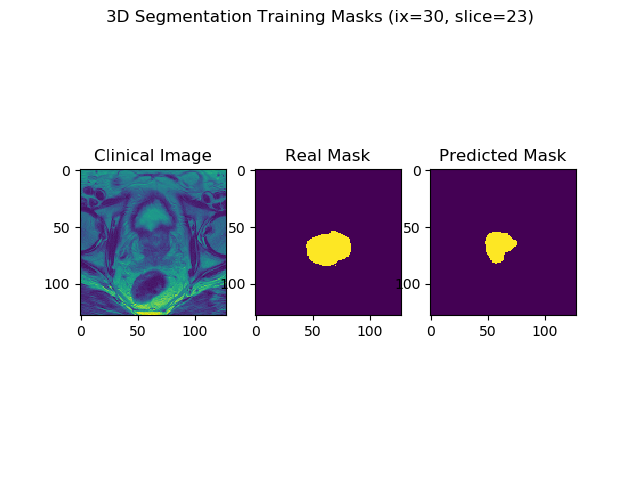 3D Segmentation Training Masks (ix=30, slice=23)
Clinical Image Real Mask Predicted Mask
0 0 0
50 50 50
100 100 100
0 50 100 0 50 100 0 50 100